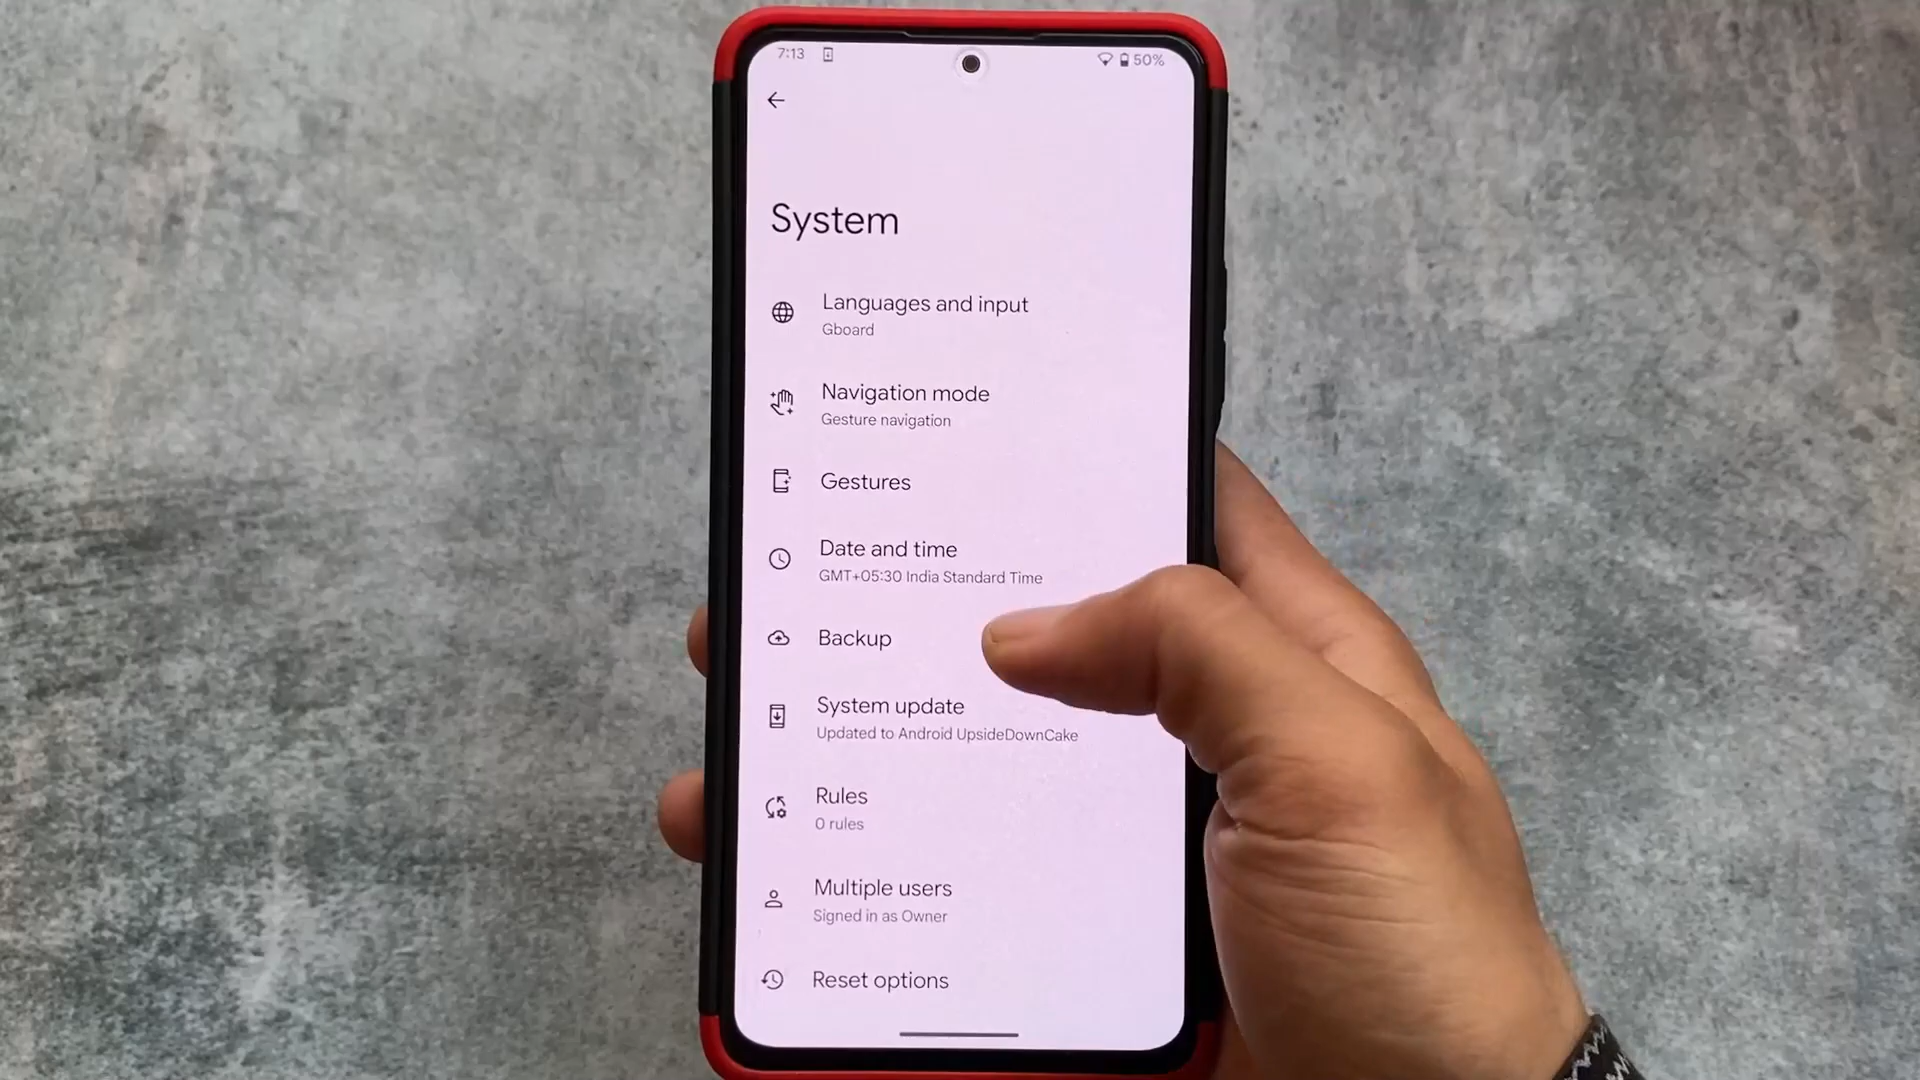 7:13
50%
System
Languages and input
Gboard
Navigation mode
Gesture navigation
Gestures
Date and time
GMT+05:30 India Standard Time
Backup
System update
Updated to Android UpsideDownCake
Rules
0 rules
Multiple users
Signed in as Owner
Reset options